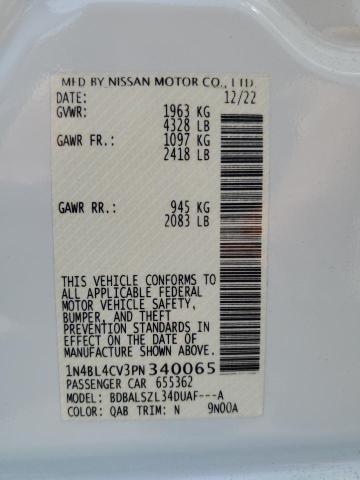 MFD BY NISSAN MOTOR CO., LTD.
DATE: 12/22
GVWR: 1963 KG
4328 LB
GAWR FR.: 1097 KG
2418 LB
GAWR RR.: 945 KG
2083 LB
THIS VEHICLE CONFORMS TO
ALL APPLICABLE FEDERAL
MOTOR VEHICLE SAFETY,
BUMPER, AND THEFT
PREVENTION STANDARDS IN
EFFECT ON THE DATE OF
MANUFACTURE SHOWN ABOVE.
1N4BL4CV3PN340065
PASSENGER CAR 655362
MODEL: BDBALSZL34DUAF---A
COLOR: QAB TRIM: N 9N00A